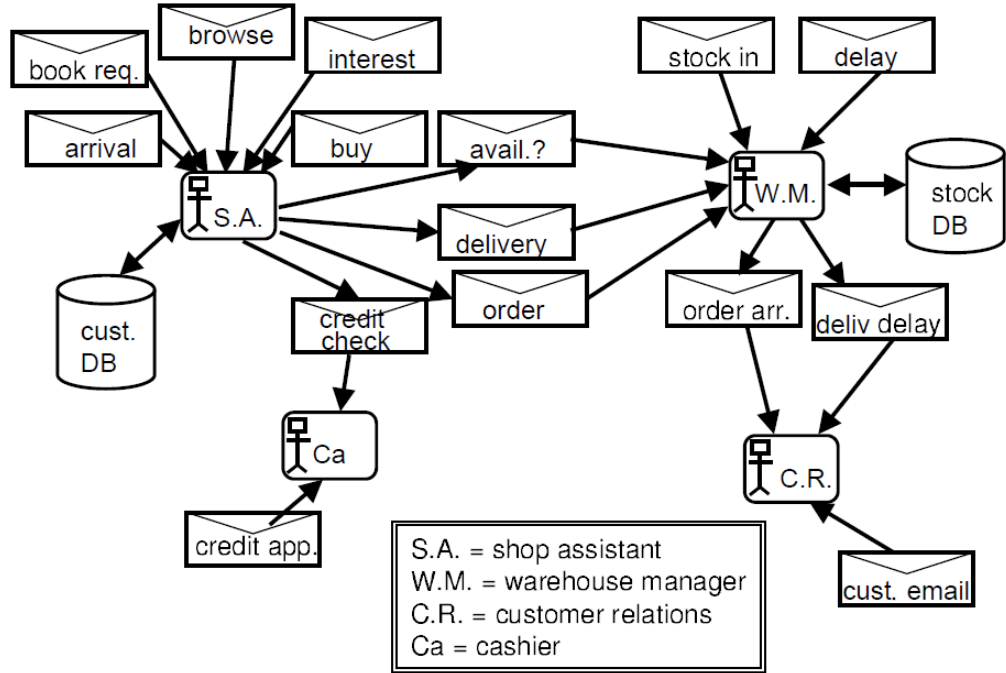 browse
book req.
interest
stock in
delay
arrival
buy
avail.?
S.A.
W.M.
stock
DB
delivery
cust.
DB
credit
check
order
order arr.
deliv delay
Ca
C.R.
credit app.
S.A. = shop assistant
W.M. = warehouse manager
C.R. = customer relations
Ca = cashier
cust. email